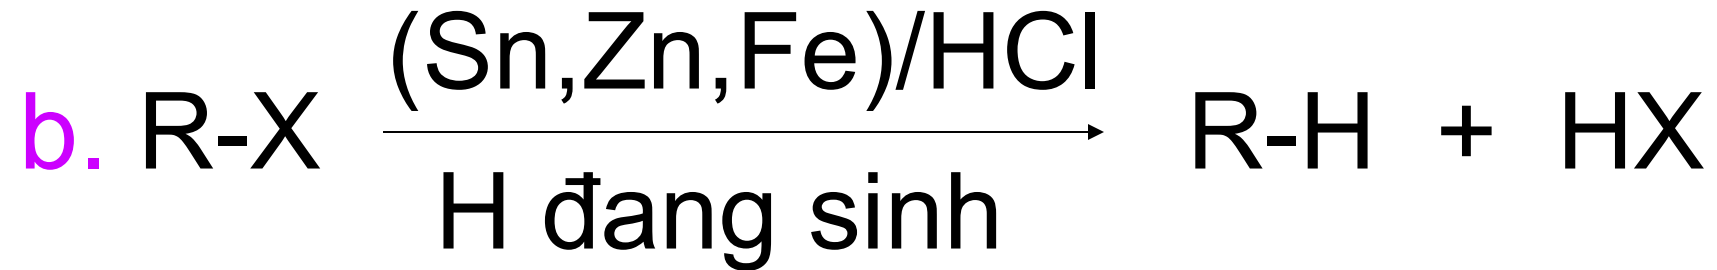 (Sn,Zn,Fe)/HCl
b. R-X R-H + HX
H đang sinh